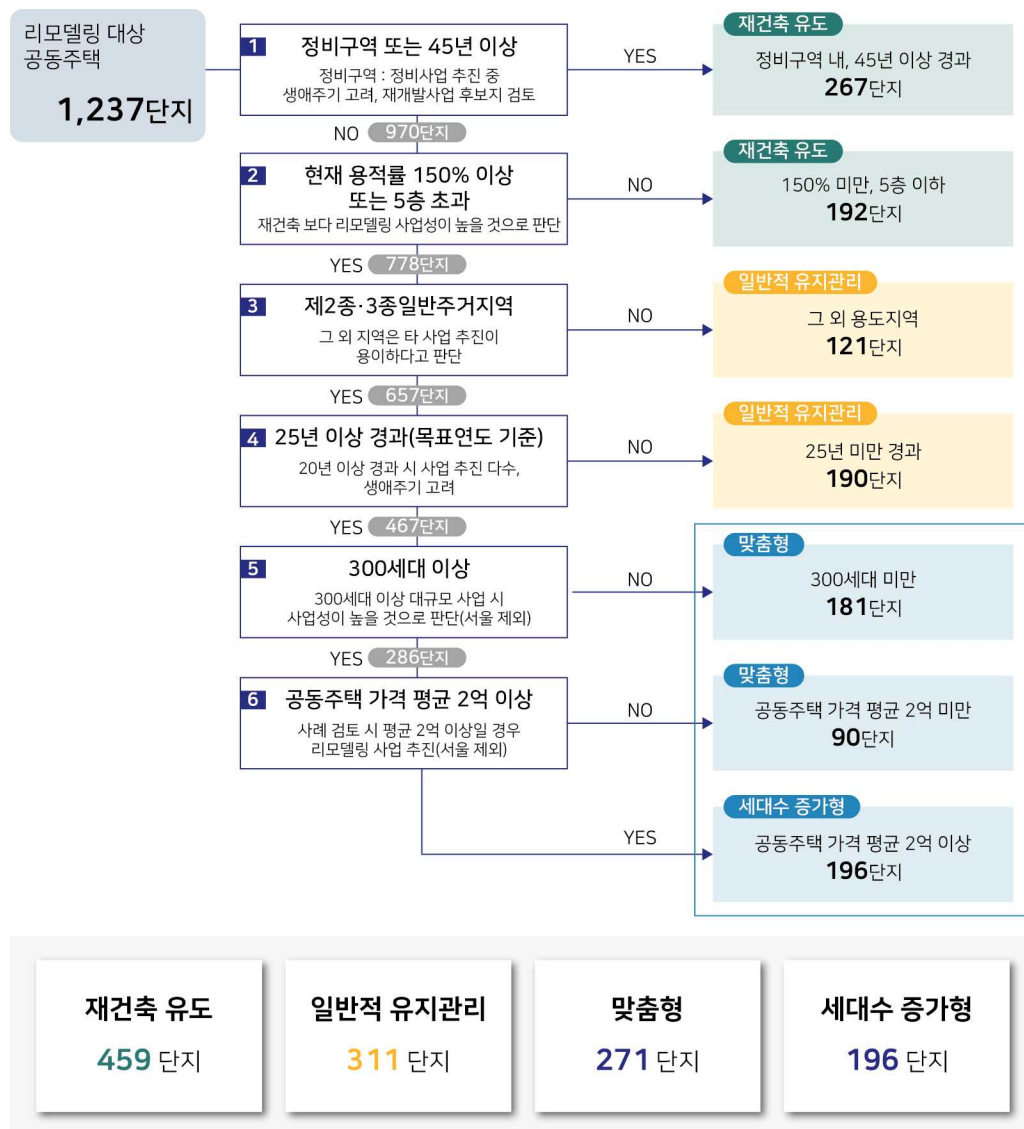 리모델링 대상
공동주택
1,237단지
1 정비구역 또는 45년 이상
정비구역 : 정비사업 추진 중
생애주기 고려, 재개발사업 후보지 검토
YES
재건축 유도
정비구역 내, 45년 이상 경과
267단지
NO 970단지
2 현재 용적률 150% 이상
또는 5층 초과
재건축 보다 리모델링 사업성이 높을 것으로 판단
NO
재건축 유도
150% 미만, 5층 이하
192단지
YES 778단지
3 제2종·3종일반주거지역
그 외 지역은 타 사업 추진이
용이하다고 판단
NO
일반적 유지관리
그 외 용도지역
121단지
YES 657단지
4 25년 이상 경과(목표연도 기준)
20년 이상 경과 시 사업 추진 다수,
생애주기 고려
NO
일반적 유지관리
25년 미만 경과
190단지
YES 467단지
5 300세대 이상
300세대 이상 대규모 사업 시
사업성이 높을 것으로 판단(서울 제외)
NO
맞춤형
300세대 미만
181단지
YES 286단지
6 공동주택 가격 평균 2억 이상
사례 검토 시 평균 2억 이상일 경우
리모델링 사업 추진(서울 제외)
NO
맞춤형
공동주택 가격 평균 2억 미만
90단지
YES
세대수 증가형
공동주택 가격 평균 2억 이상
196단지
재건축 유도
459 단지
일반적 유지관리
311 단지
맞춤형
271 단지
세대수 증가형
196 단지